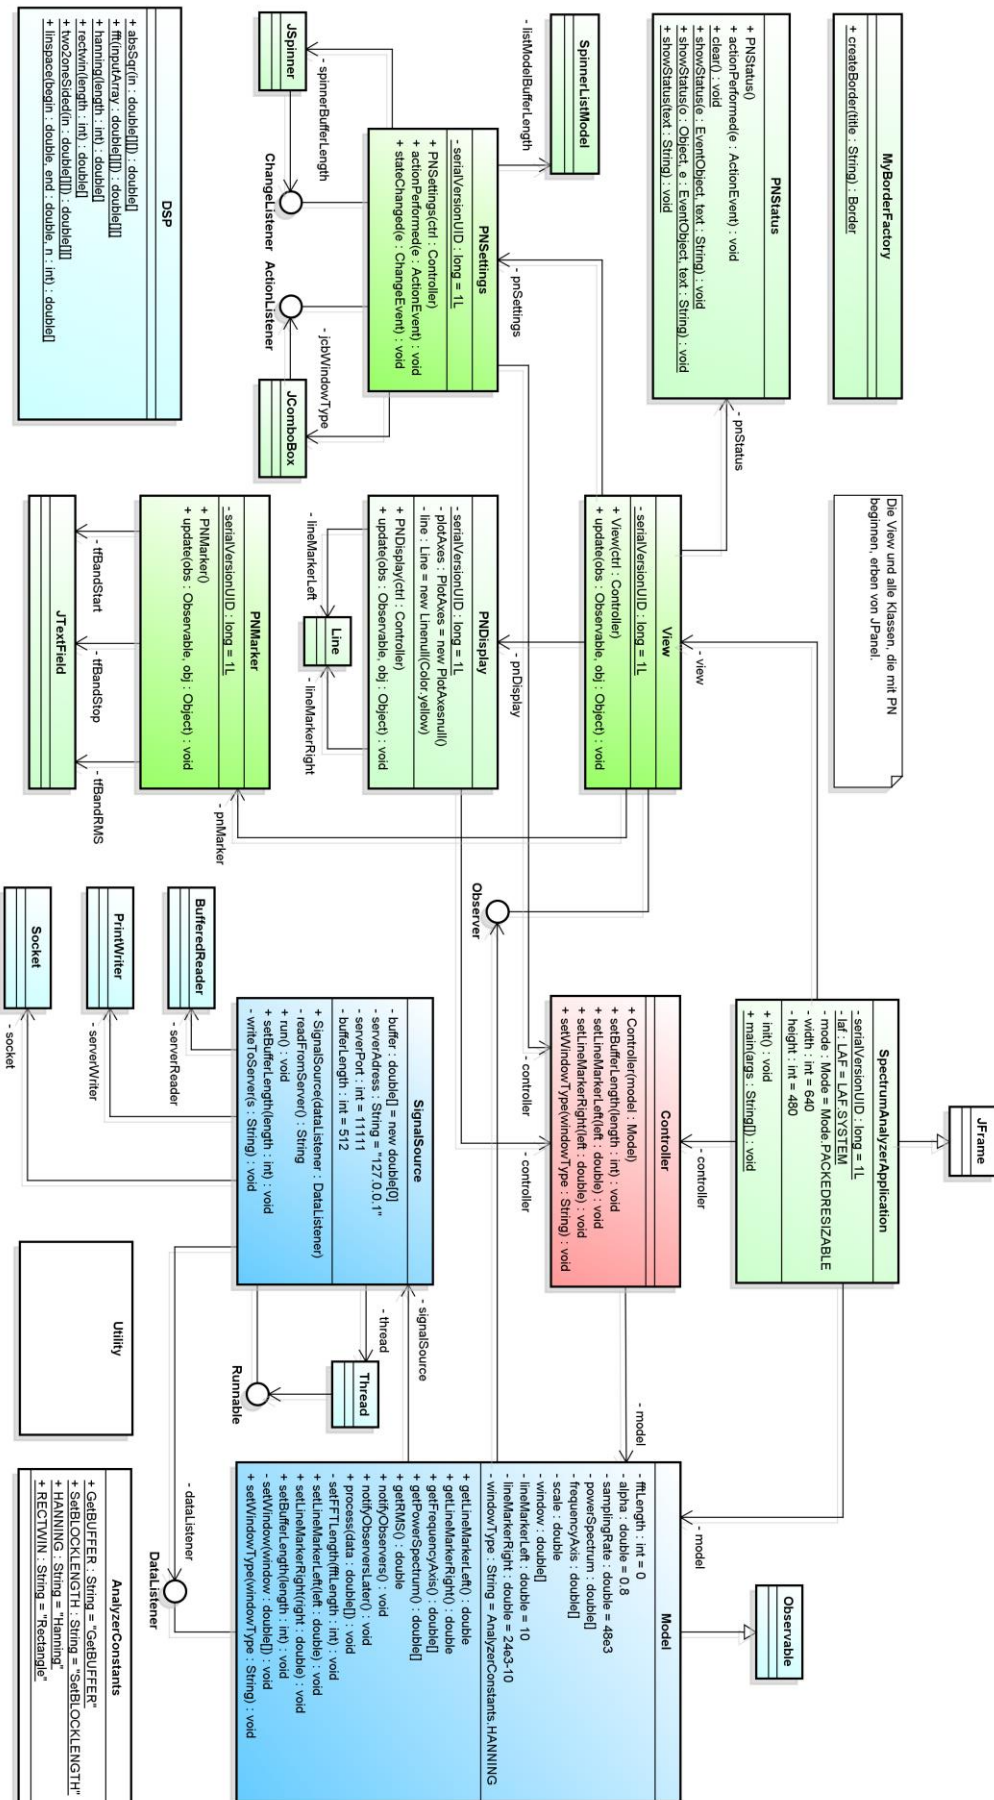 MyBorderFactory
+ createBorder(title : String) : Border
Die View und alle Klassen, die mit PN
beginnen, erben von JPanel.
JFrame
PNStatus
+ PNStatus()
+ actionPerformed(e : ActionEvent) : void
+ clear() : void
+ showStatus(e : EventObject, text : String) : void
+ showStatus(o : Object, e : EventObject, text : String) : void
+ showStatus(text : String) : void
- pnStatus
SpectrumAnalyzerApplication
- serialVersionUID : long = 1L
- laf : LAF = LAF.SYSTEM
- mode : Mode = Mode.PACKEDRESIZABLE
- width : int = 640
- height : int = 480
+ init() : void
+ main(args : String[]) : void
- view
- controller
- model
Observable
SpinnerListModel
- listModelBufferLength
View
- serialVersionUID : long = 1L
+ View(ctrl : Controller)
+ update(obs : Observable, obj : Object) : void
- pnSettings
- pnDisplay
- pnMarker
Controller
+ Controller(model : Model)
+ setBufferLength(length : int) : void
+ setLineMarkerLeft(left : double) : void
+ setLineMarkerRight(left : double) : void
+ setWindowType(windowType : String) : void
- controller
- controller
- model
Model
- fftLength : int = 0
- alpha : double = 0.8
- samplingRate : double = 48e3
- powerSpectrum : double[]
- frequencyAxis : double[]
- scale : double
- window : double[]
- lineMarkerLeft : double = 10
- lineMarkerRight : double = 24e3-10
- windowType : String = AnalyzerConstants.HANNING
+ getLineMarkerLeft() : double
+ getLineMarkerRight() : double
+ getFrequencyAxis() : double[]
+ getPowerSpectrum() : double[]
+ getRMS() : double
+ notifyObservers() : void
+ notifyObserversLater() : void
+ process(data : double[]) : void
- setFFTLength(fftLength : int) : void
+ setLineMarkerLeft(left : double) : void
+ setLineMarkerRight(right : double) : void
+ setBufferLength(length : int) : void
- setWindow(window : double[]) : void
+ setWindowType(windowType : String) : void
JSpinner
- spinnerBufferLength
PNSettings
- serialVersionUID : long = 1L
+ PNSettings(ctrl : Controller)
+ actionPerformed(e : ActionEvent) : void
+ stateChanged(e : ChangeEvent) : void
ChangeListener
ActionListener
- jcbWindowType
JComboBox
PNDisplay
- serialVersionUID : long = 1L
- plotAxes : PlotAxes = new PlotAxesnull()
- line : Line = new Linenull(Color.yellow)
+ PNDisplay(ctrl : Controller)
+ update(obs : Observable, obj : Object) : void
- lineMarkerLeft
Line
- lineMarkerRight
Observer
PNMarker
- serialVersionUID : long = 1L
+ PNMarker()
+ update(obs : Observable, obj : Object) : void
- tfBandStart
- tfBandStop
- tfBandRMS
JTextField
SignalSource
- buffer : double[] = new double[0]
- serverAdress : String = "127.0.0.1"
- serverPort : int = 11111
- bufferLength : int = 512
+ SignalSource(dataListener : DataListener)
- readFromServer() : String
+ run() : void
+ setBufferLength(length : int) : void
- writeToServer(s : String) : void
- signalSource
- thread
Thread
Runnable
BufferedReader
- serverReader
PrintWriter
- serverWriter
Socket
- socket
- dataListener
DataListener
DSP
+ absSqr(in : double[][]) : double[]
+ fft(inputArray : double[][]) : double[][]
+ hanning(length : int) : double[]
+ rectwin(length : int) : double[]
+ two2oneSided(in : double[][]) : double[][]
+ linspace(begin : double, end : double, n : int) : double[]
Utility
AnalyzerConstants
+ GetBUFFER : String = "GetBUFFER"
+ SetBLOCKLENGTH : String = "SetBLOCKLENGTH"
+ HANNING : String = "Hanning"
+ RECTWIN : String = "Rectangle"